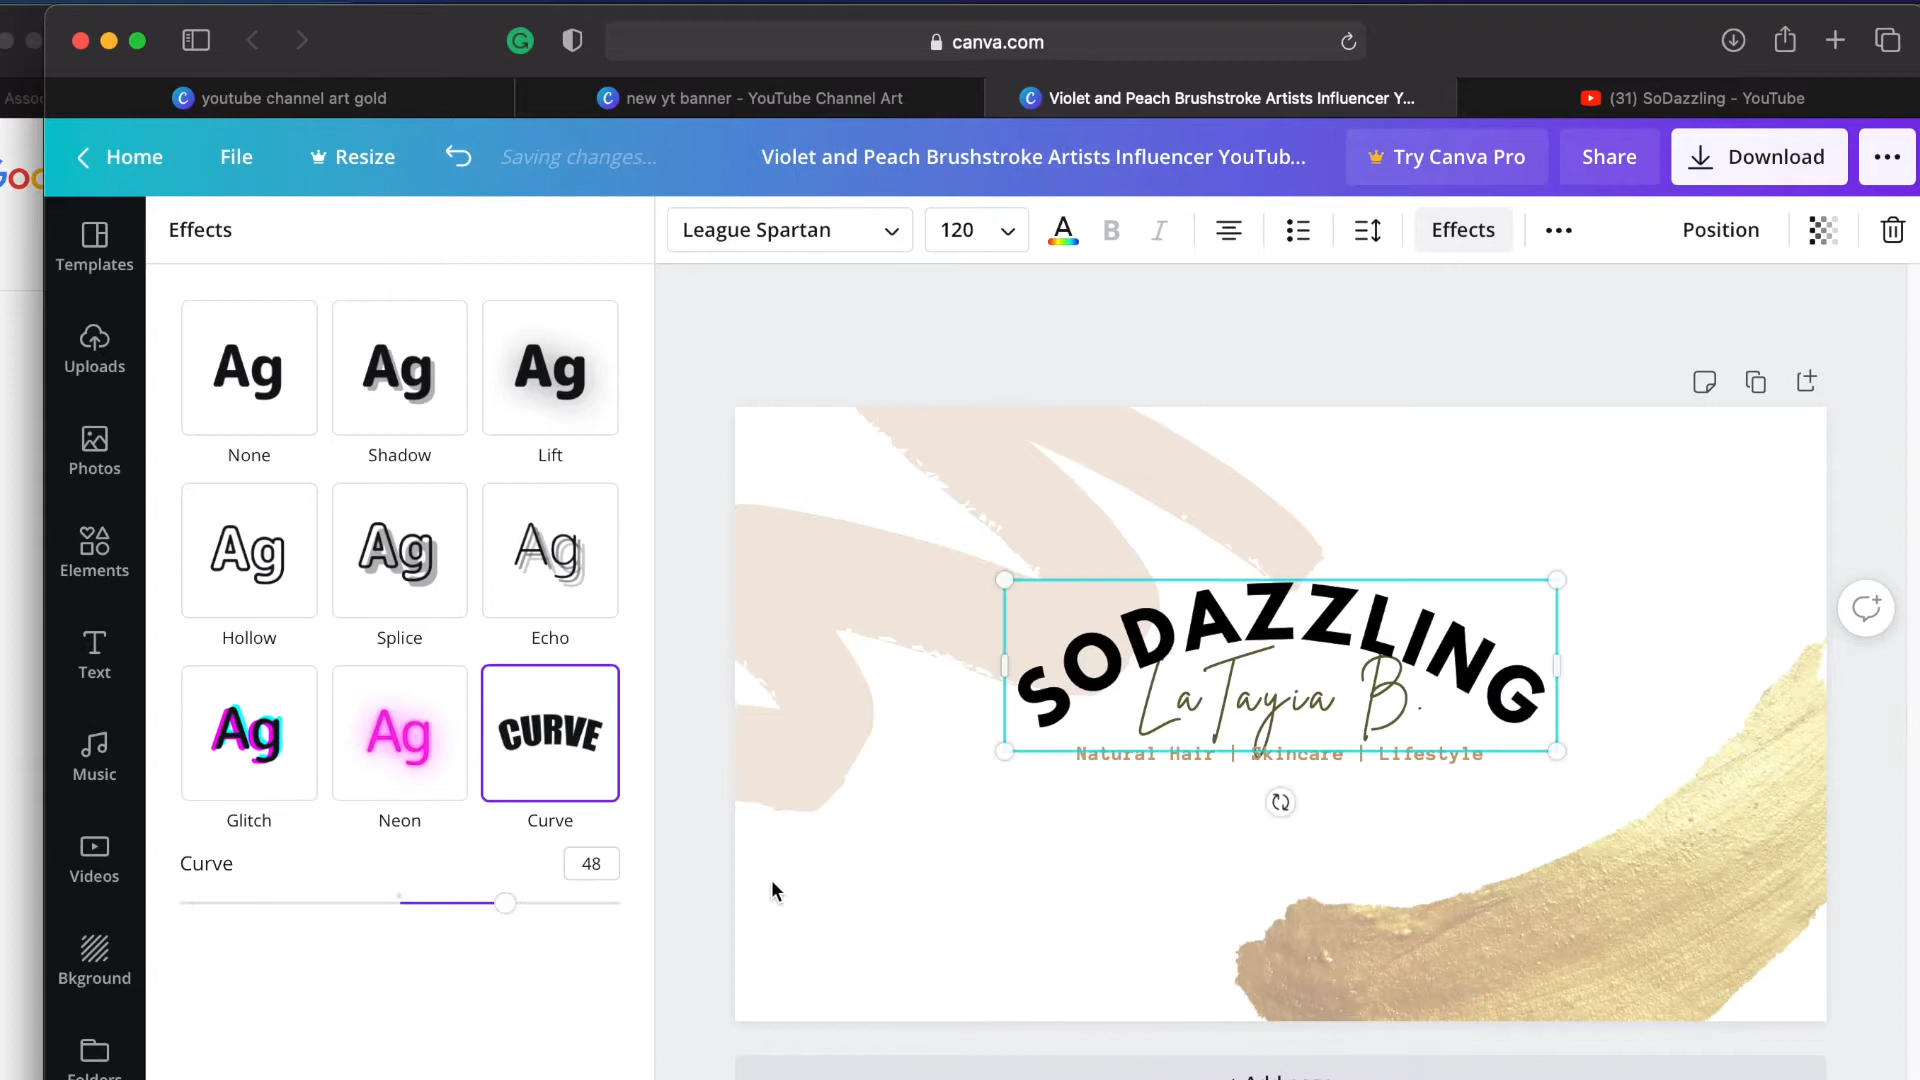 canva.com
Assoc
youtube channel art gold
new yt banner - YouTube Channel Art
Violet and Peach Brushstroke Artists Influencer Y...
(31) SoDazzling - YouTube
Home
File
Resize
Saving changes...
Violet and Peach Brushstroke Artists Influencer YouTub...
Try Canva Pro
Share
Download
Effects
League Spartan
120
A
B
I
Effects
Position
Templates
Uploads
Photos
Elements
Text
Music
Videos
Bkground
Folders
Ag
Ag
Ag
None
Shadow
Lift
Ag
Ag
Ag
Hollow
Splice
Echo
Ag
Ag
CURVE
Glitch
Neon
Curve
Curve
48
SODAZZLING
LaTayia B.
Natural Hair | Skincare | Lifestyle